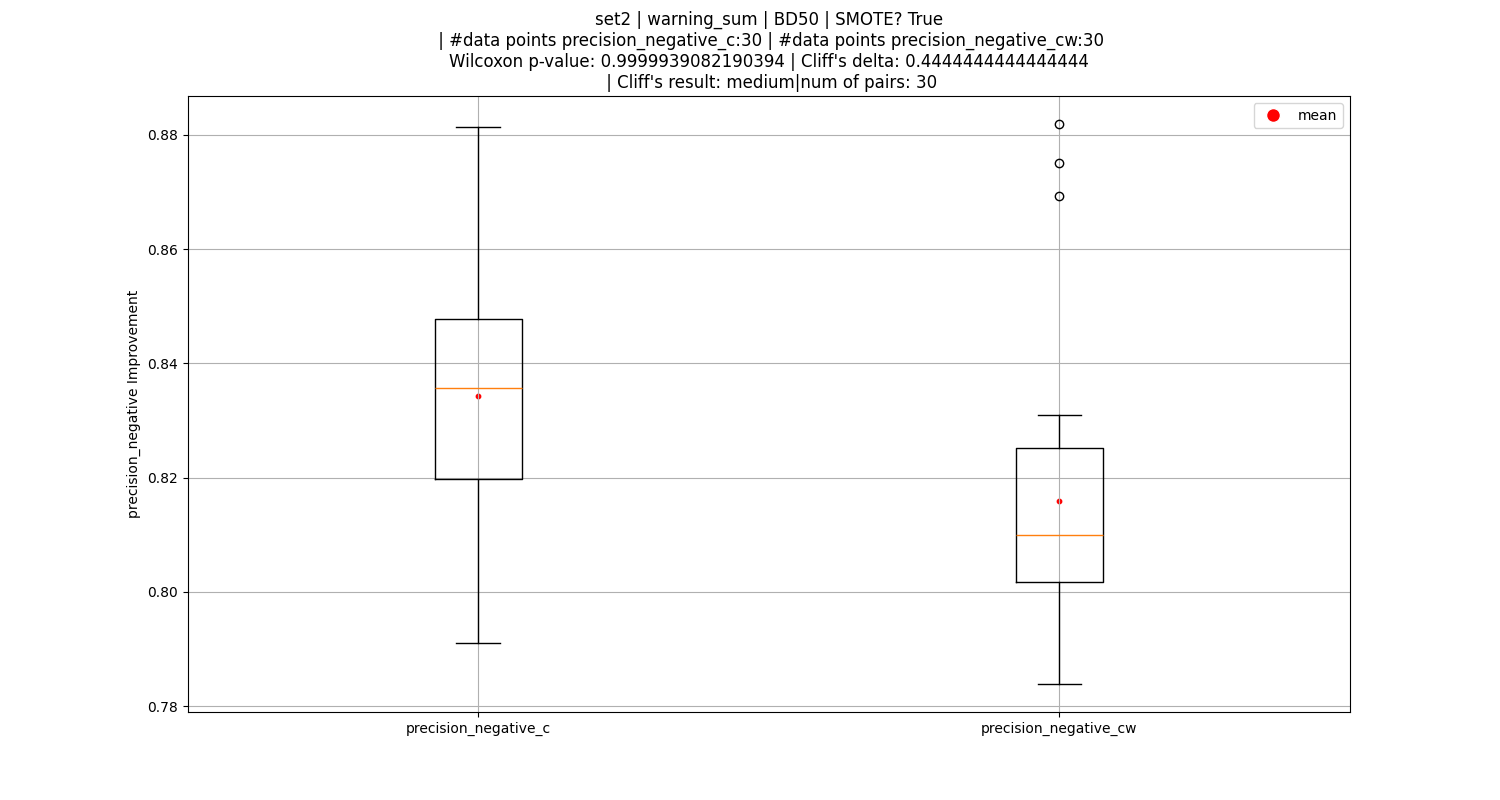 set2 | warning_sum | BD50 | SMOTE? True
| #data points precision_negative_c:30 | #data points precision_negative_cw:30
Wilcoxon p-value: 0.9999939082190394 | Cliff's delta: 0.4444444444444444
| Cliff's result: medium|num of pairs: 30
mean
0.88
0.86
0.84
0.82
0.80
0.78
precision_negative Improvement
precision_negative_c
precision_negative_cw